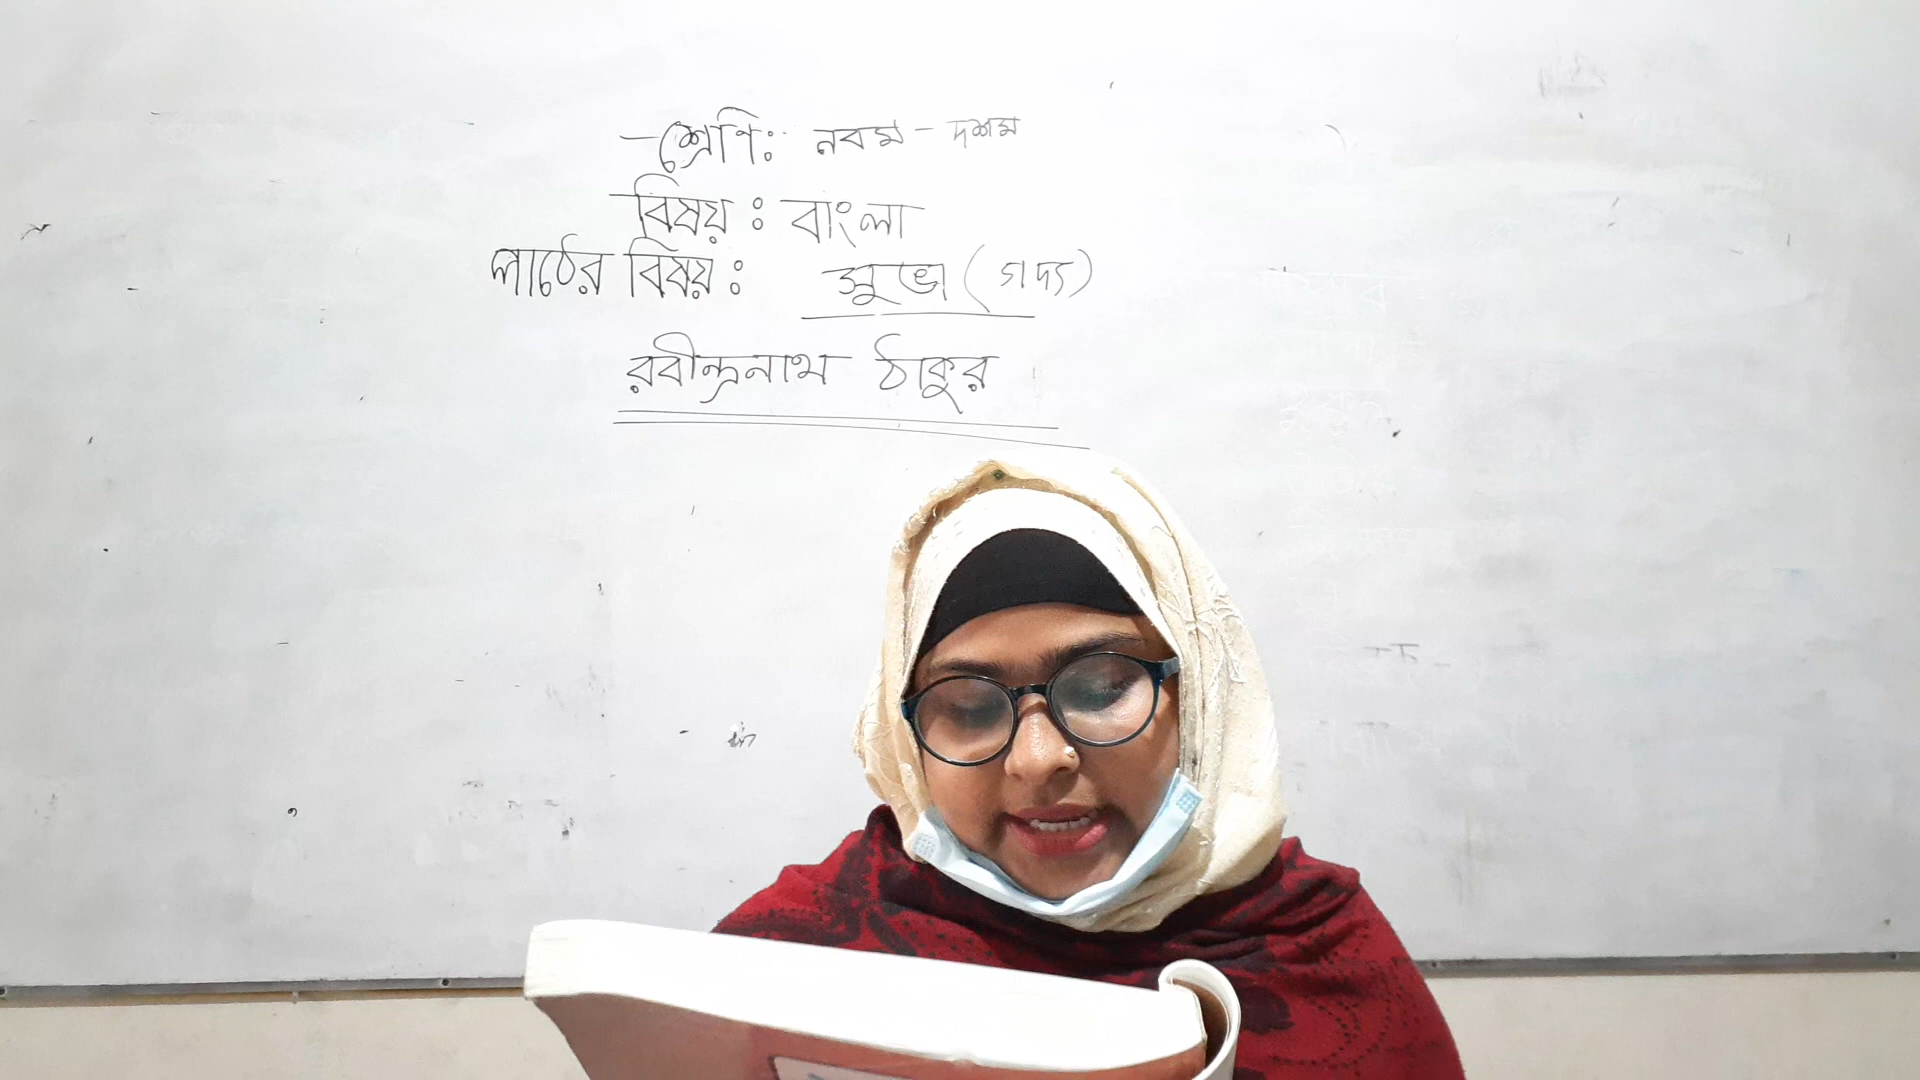 শ্রেণিঃ নবম - দশম
বিষয়ঃ বাংলা
পাঠের বিষয়ঃ সুভা (গদ্য)
রবীন্দ্রনাথ ঠাকুর